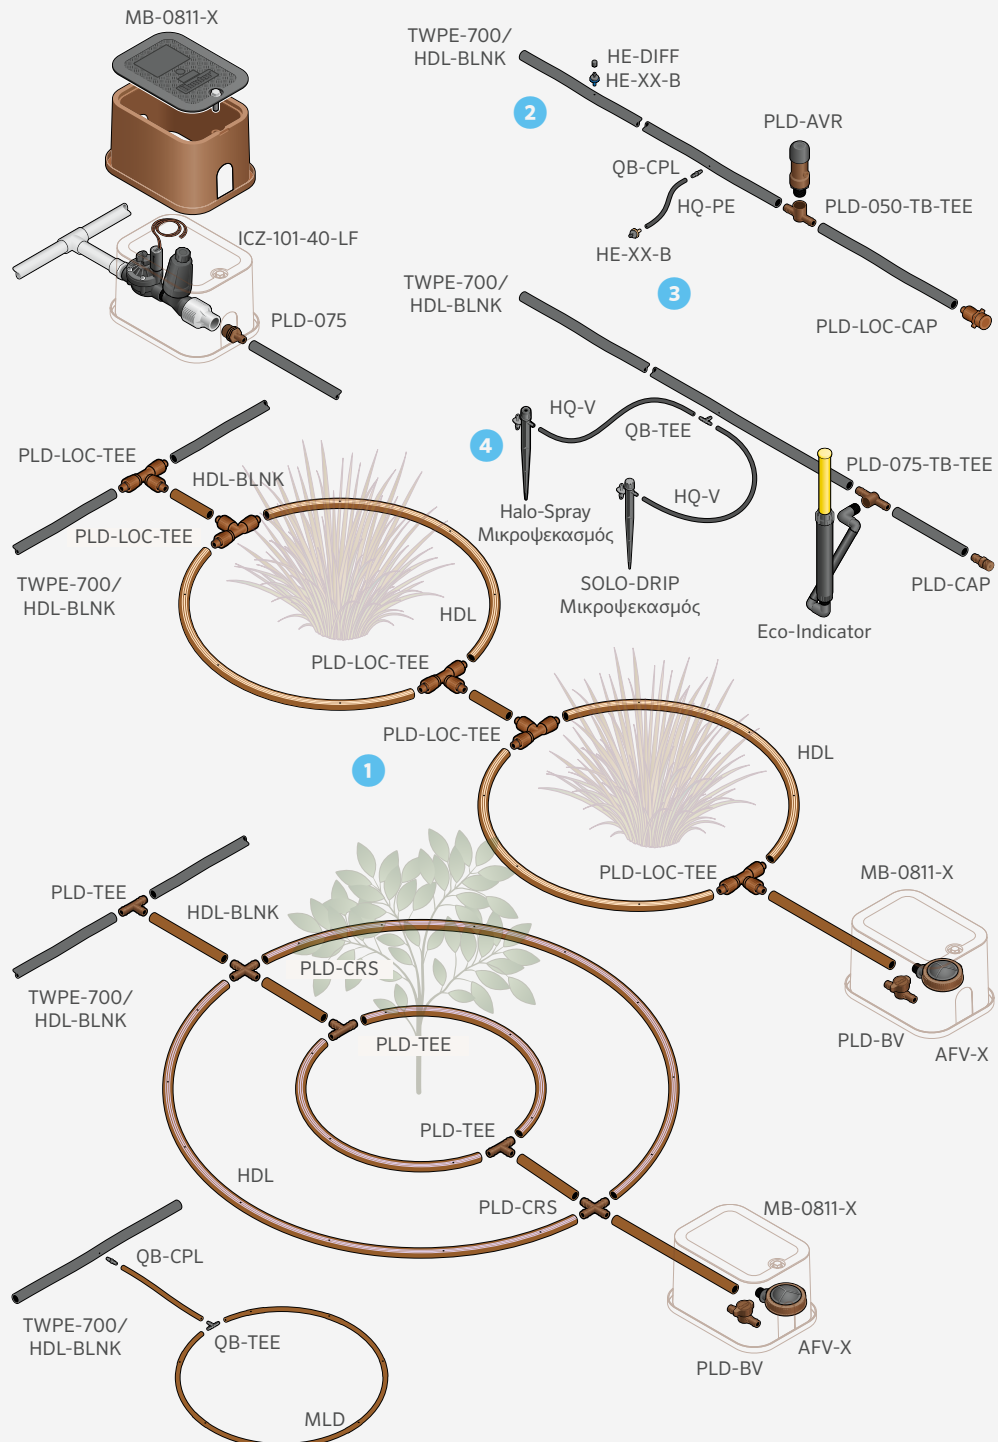 MB-0811-X
TWPE-700/
HDL-BLNK
HE-DIFF
HE-XX-B
2
PLD-AVR
QB-CPL
HQ-PE
PLD-050-TB-TEE
ICZ-101-40-LF
HE-XX-B
TWPE-700/
HDL-BLNK
3
PLD-075
PLD-LOC-CAP
HQ-V
4
QB-TEE
PLD-LOC-TEE
PLD-075-TB-TEE
HDL-BLNK
HQ-V
Halo-Spray
Μικροψεκασμός
PLD-LOC-TEE
TWPE-700/
HDL-BLNK
SOLO-DRIP
Μικροψεκασμός
PLD-CAP
HDL
Eco-Indicator
PLD-LOC-TEE
PLD-LOC-TEE
HDL
1
PLD-LOC-TEE
MB-0811-X
PLD-TEE
HDL-BLNK
PLD-CRS
TWPE-700/
HDL-BLNK
PLD-TEE
PLD-BV
AFV-X
PLD-TEE
HDL
PLD-CRS
MB-0811-X
QB-CPL
TWPE-700/
HDL-BLNK
QB-TEE
AFV-X
PLD-BV
MLD